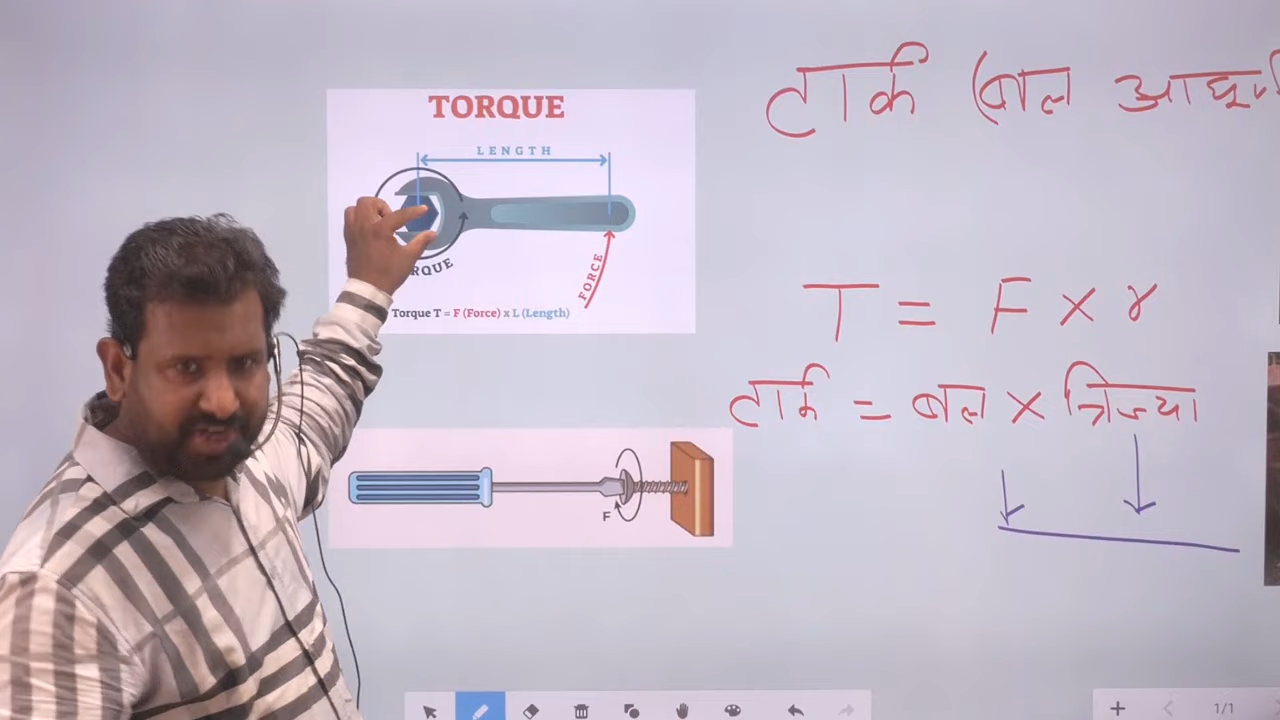 टार्क (बल आघू
TORQUE
LENGTH
RQUE
FORCE
Torque T = F (Force) x L (Length)
T = F × r
टार्क = बल × त्रिज्या
F
1/1